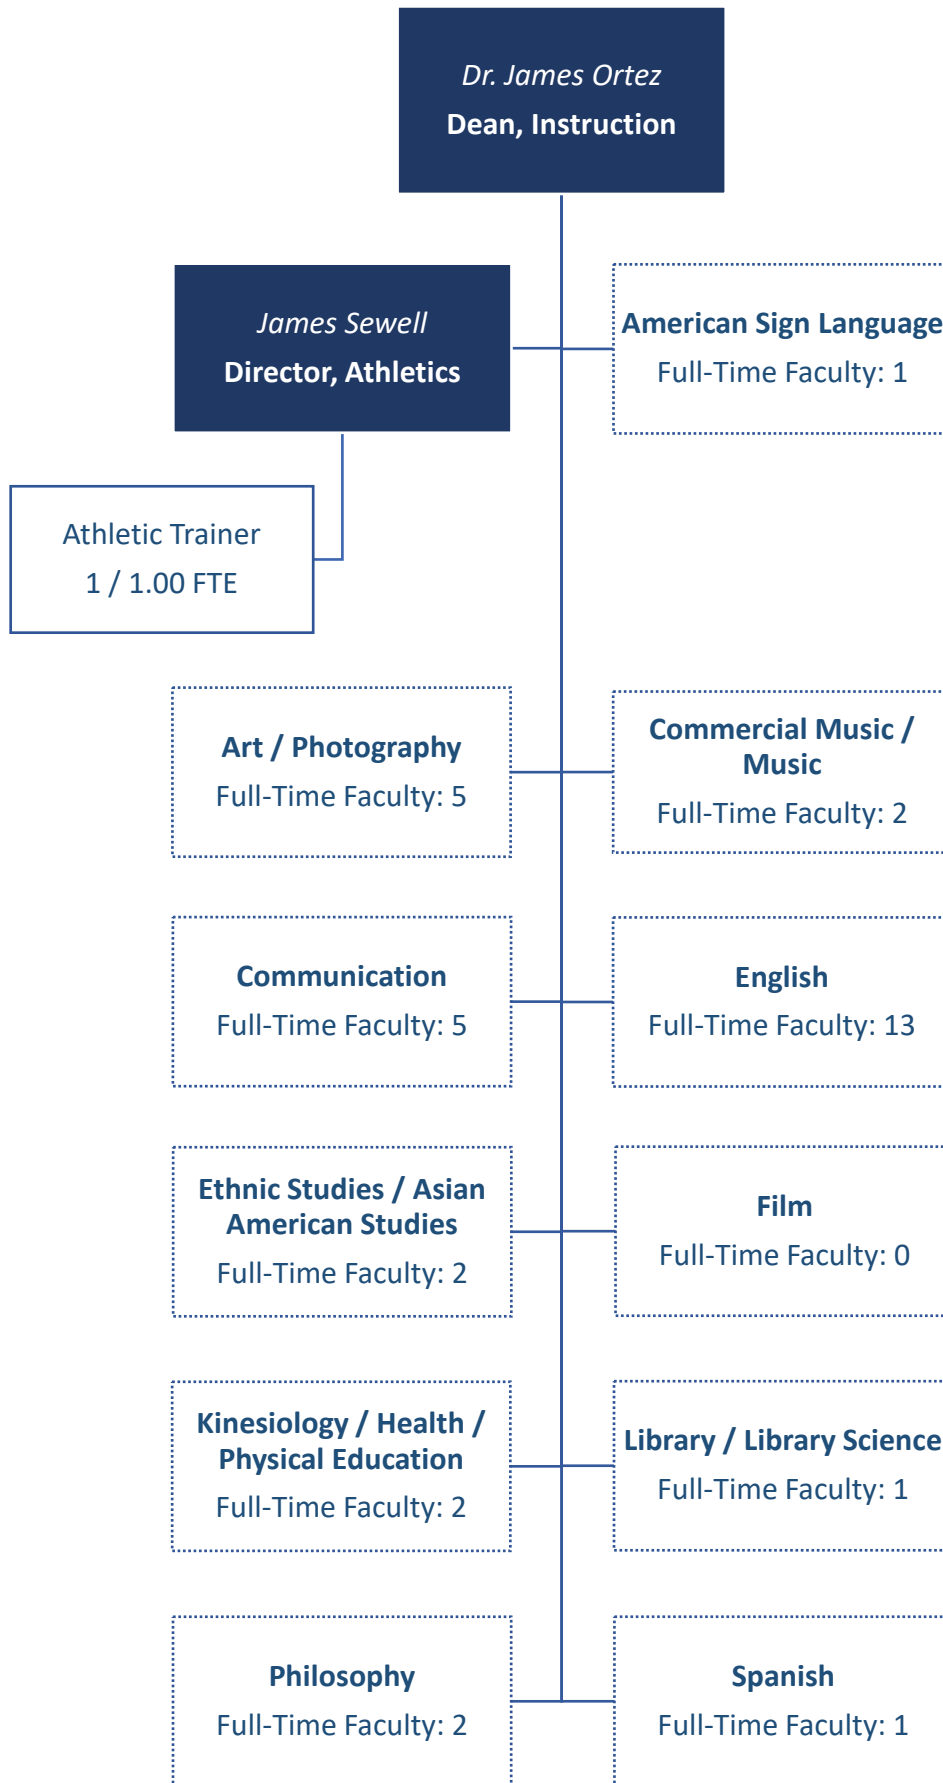 Dr. James Ortez
Dean, Instruction
James Sewell
Director, Athletics
American Sign Language
Full-Time Faculty: 1
Athletic Trainer
1 / 1.00 FTE
Art / Photography
Full-Time Faculty: 5
Commercial Music /
Music
Full-Time Faculty: 2
Communication
Full-Time Faculty: 5
English
Full-Time Faculty: 13
Ethnic Studies / Asian
American Studies
Full-Time Faculty: 2
Film
Full-Time Faculty: 0
Kinesiology / Health /
Physical Education
Full-Time Faculty: 2
Library / Library Science
Full-Time Faculty: 1
Philosophy
Full-Time Faculty: 2
Spanish
Full-Time Faculty: 1